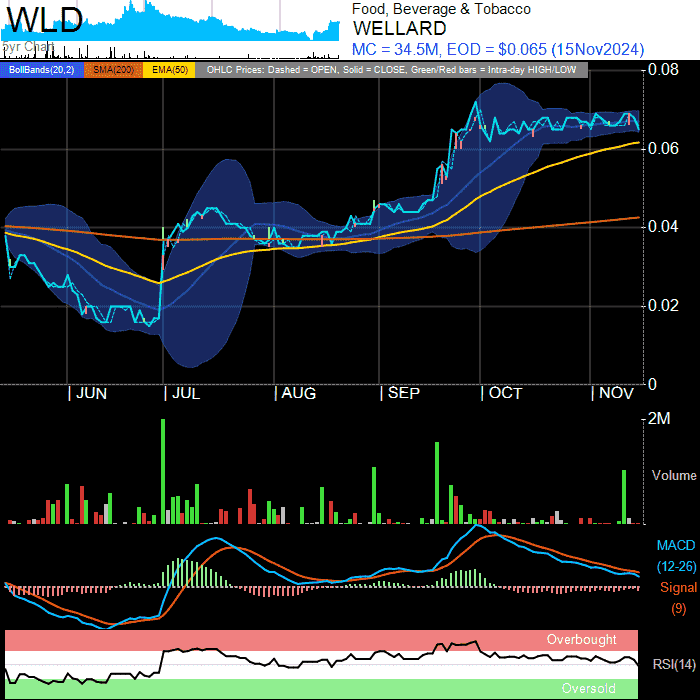 WLD
5yr Chart
Food, Beverage & Tobacco
WELLARD
MC = 34.5M, EOD = $0.065 (15Nov2024)
BollBands(20,2) SMA(200) EMA(50) OHLC Prices: Dashed = OPEN, Solid = CLOSE, Green/Red bars = Intra-day HIGH/LOW
0.08
0.06
0.04
0.02
0
| JUN | JUL | AUG | SEP | OCT | NOV
2M
Volume
MACD
(12-26)
Signal
(9)
Overbought
RSI(14)
Oversold